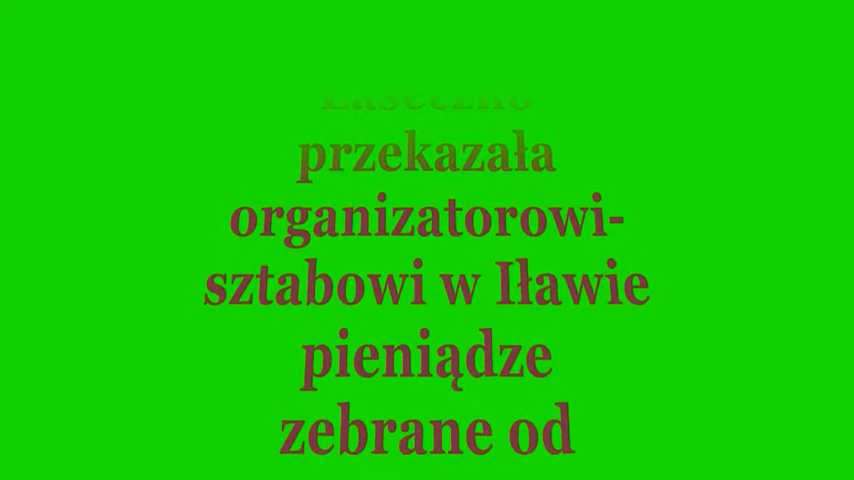 przekazała
organizatorowi-
sztabowi w Iławie
pieniądze
zebrane od